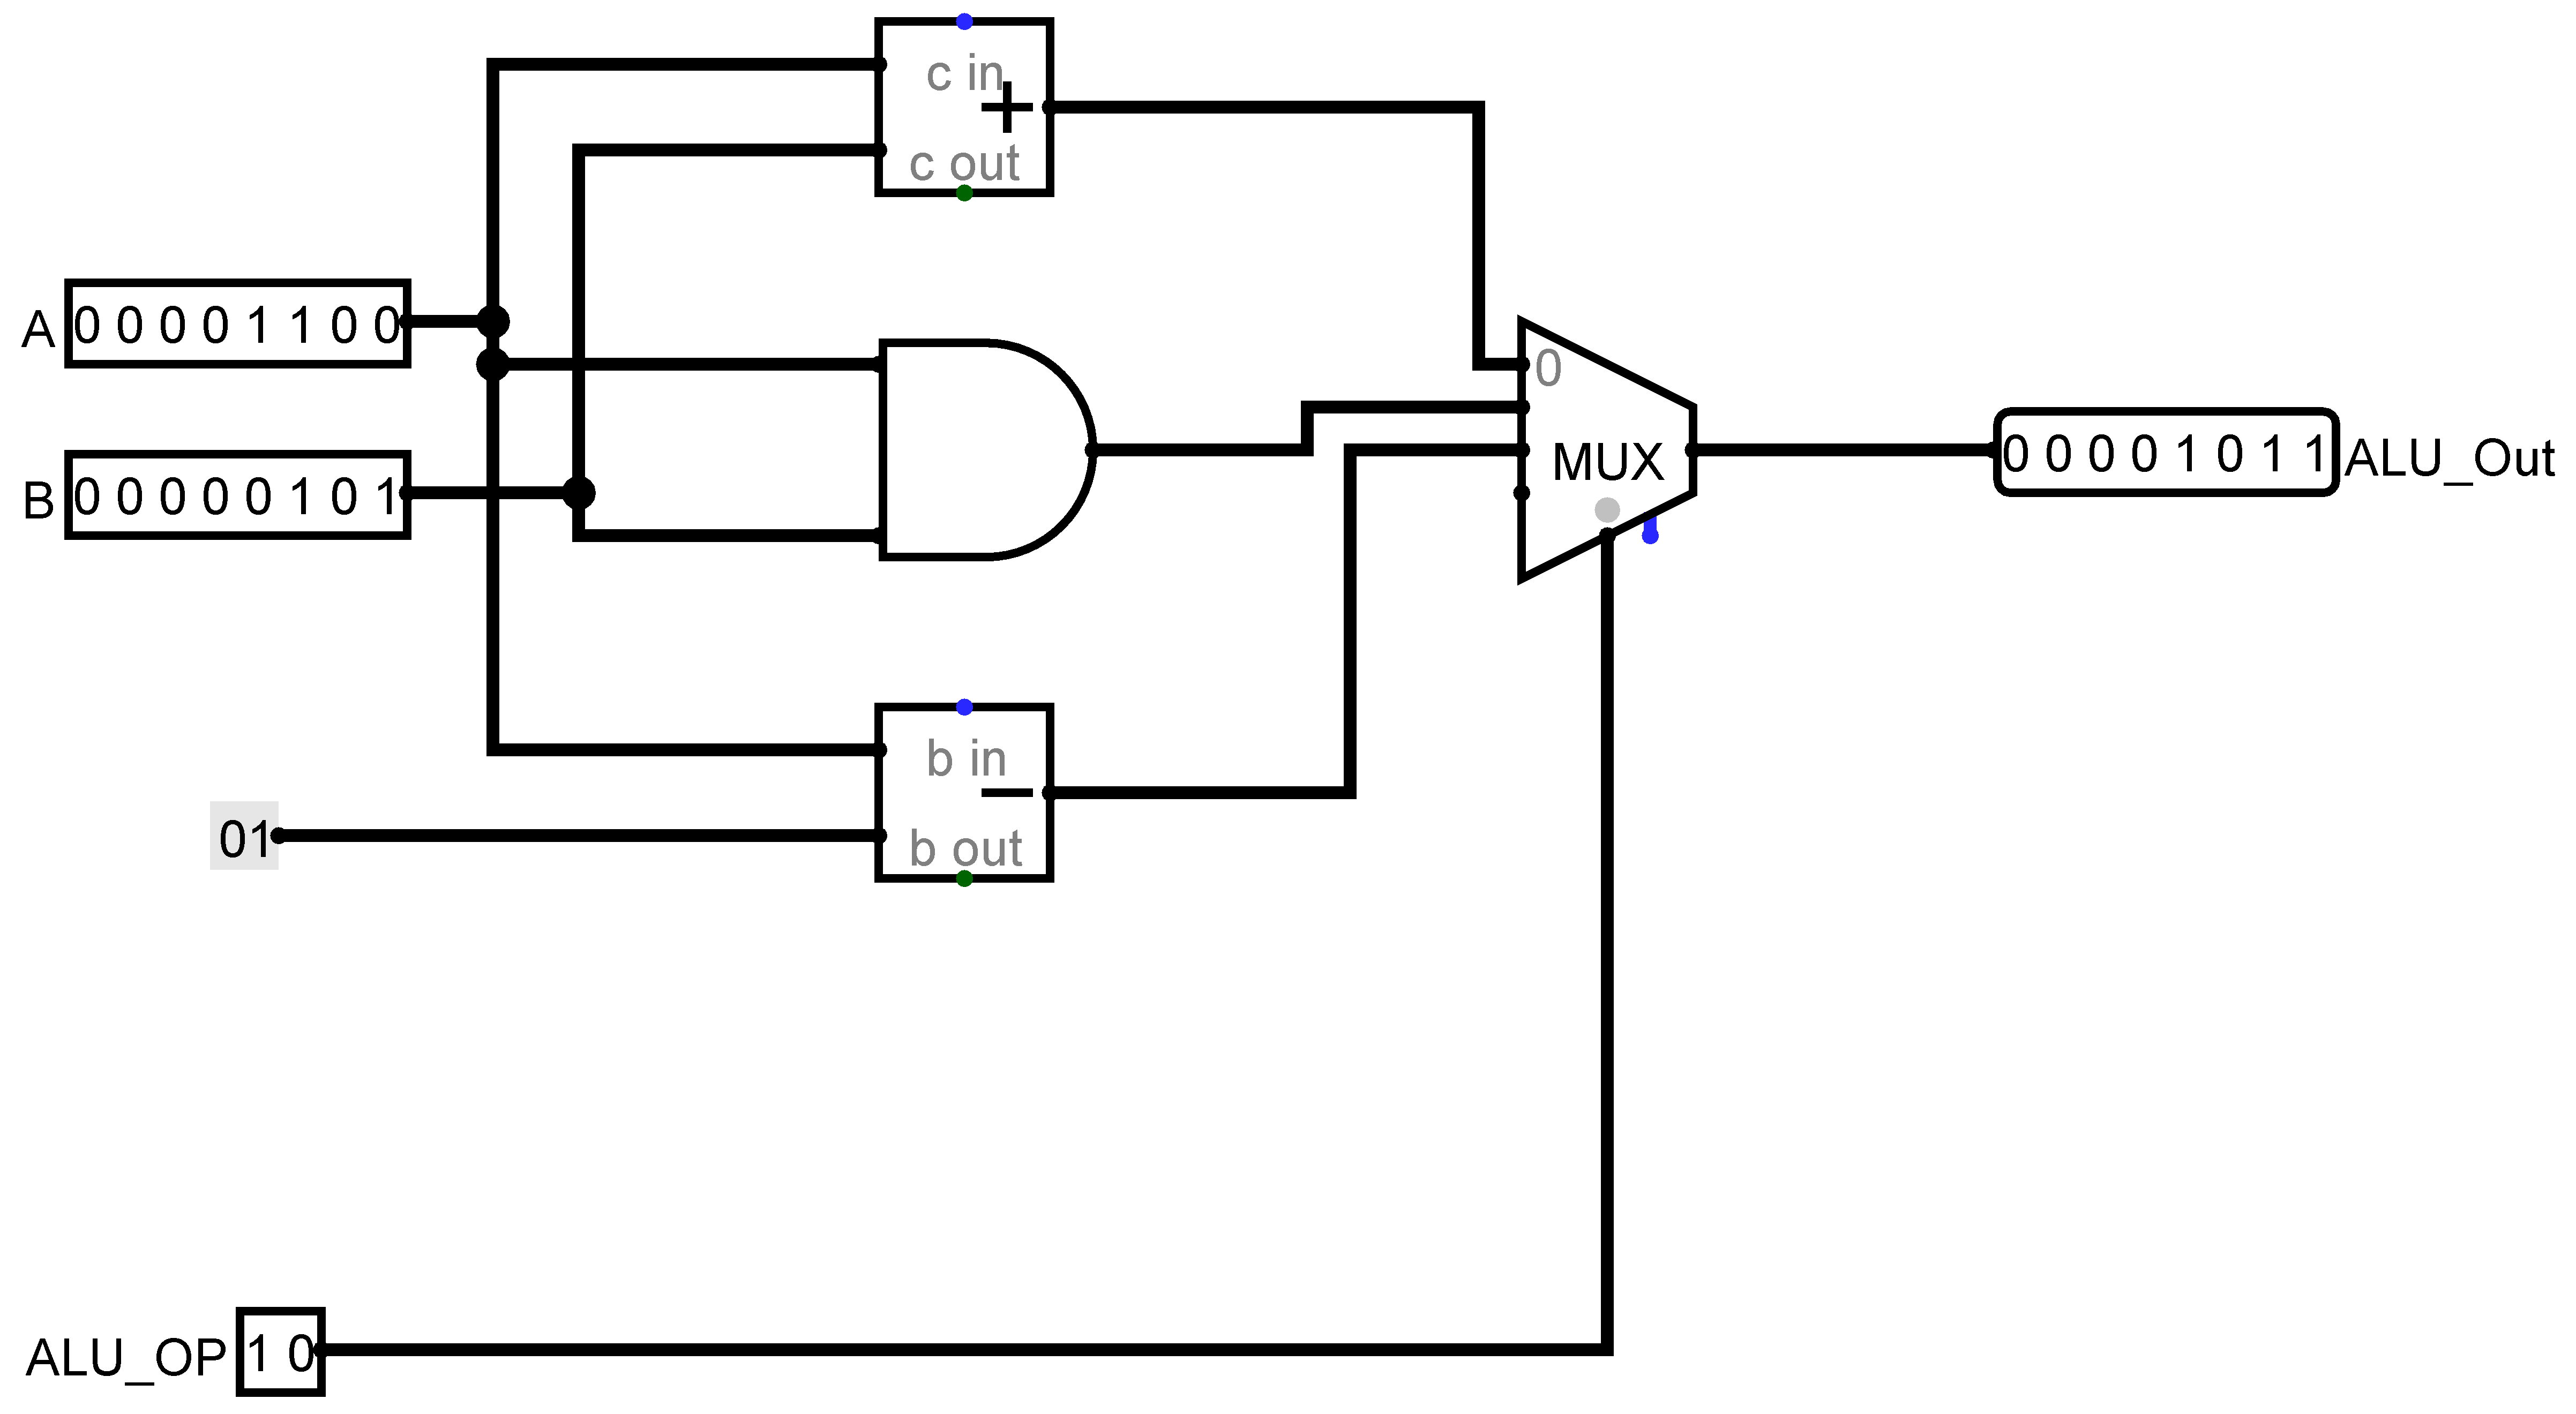 c in
+
c out
A 0 0 0 0 1 1 0 0
0
MUX
0 0 0 0 1 0 1 1 ALU_Out
B 0 0 0 0 0 1 0 1
b in
−
b out
01
ALU_OP 1 0